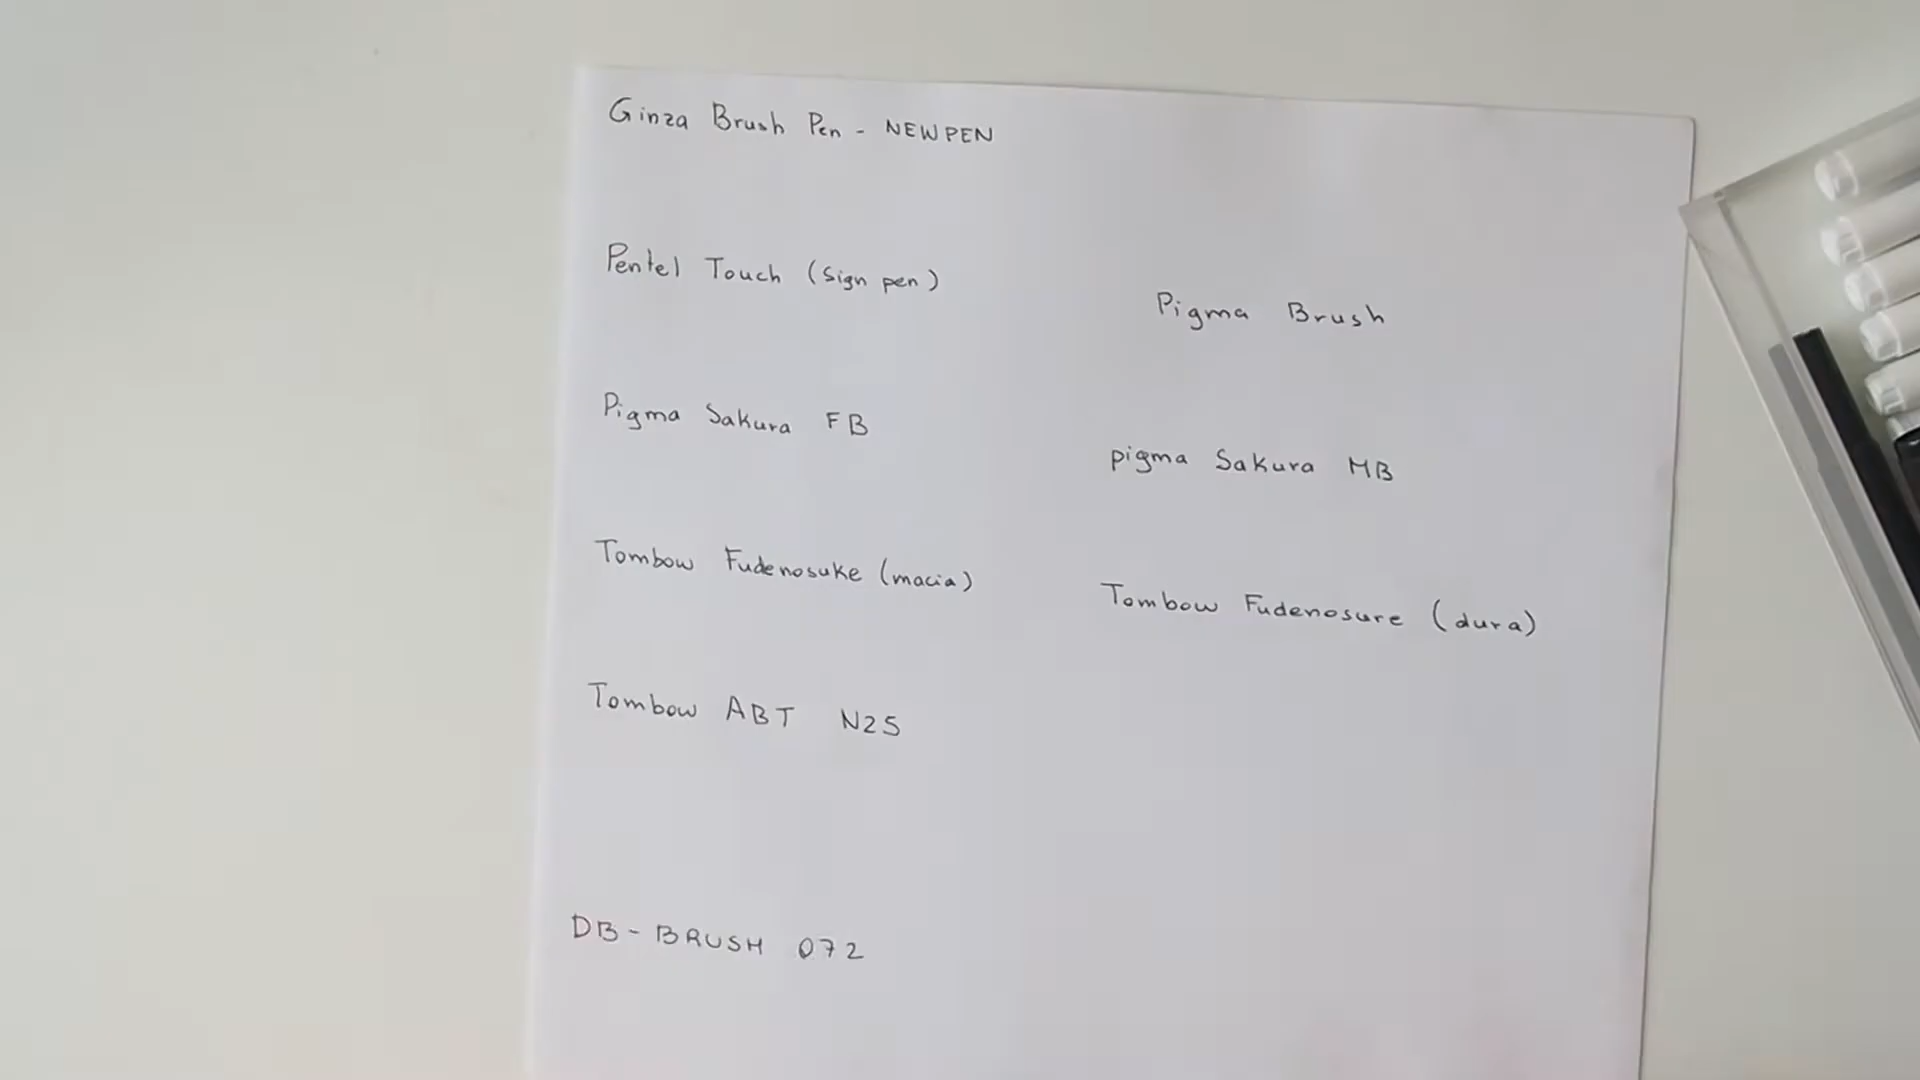 Ginza Brush Pen - NEWPEN
Pentel Touch (sign pen)
Pigma Brush
Pigma Sakura FB
pigma Sakura MB
Tombow Fudenosuke (macia)
Tombow Fudenosure (dura)
Tombow ABT N25
DB-BRUSH 072